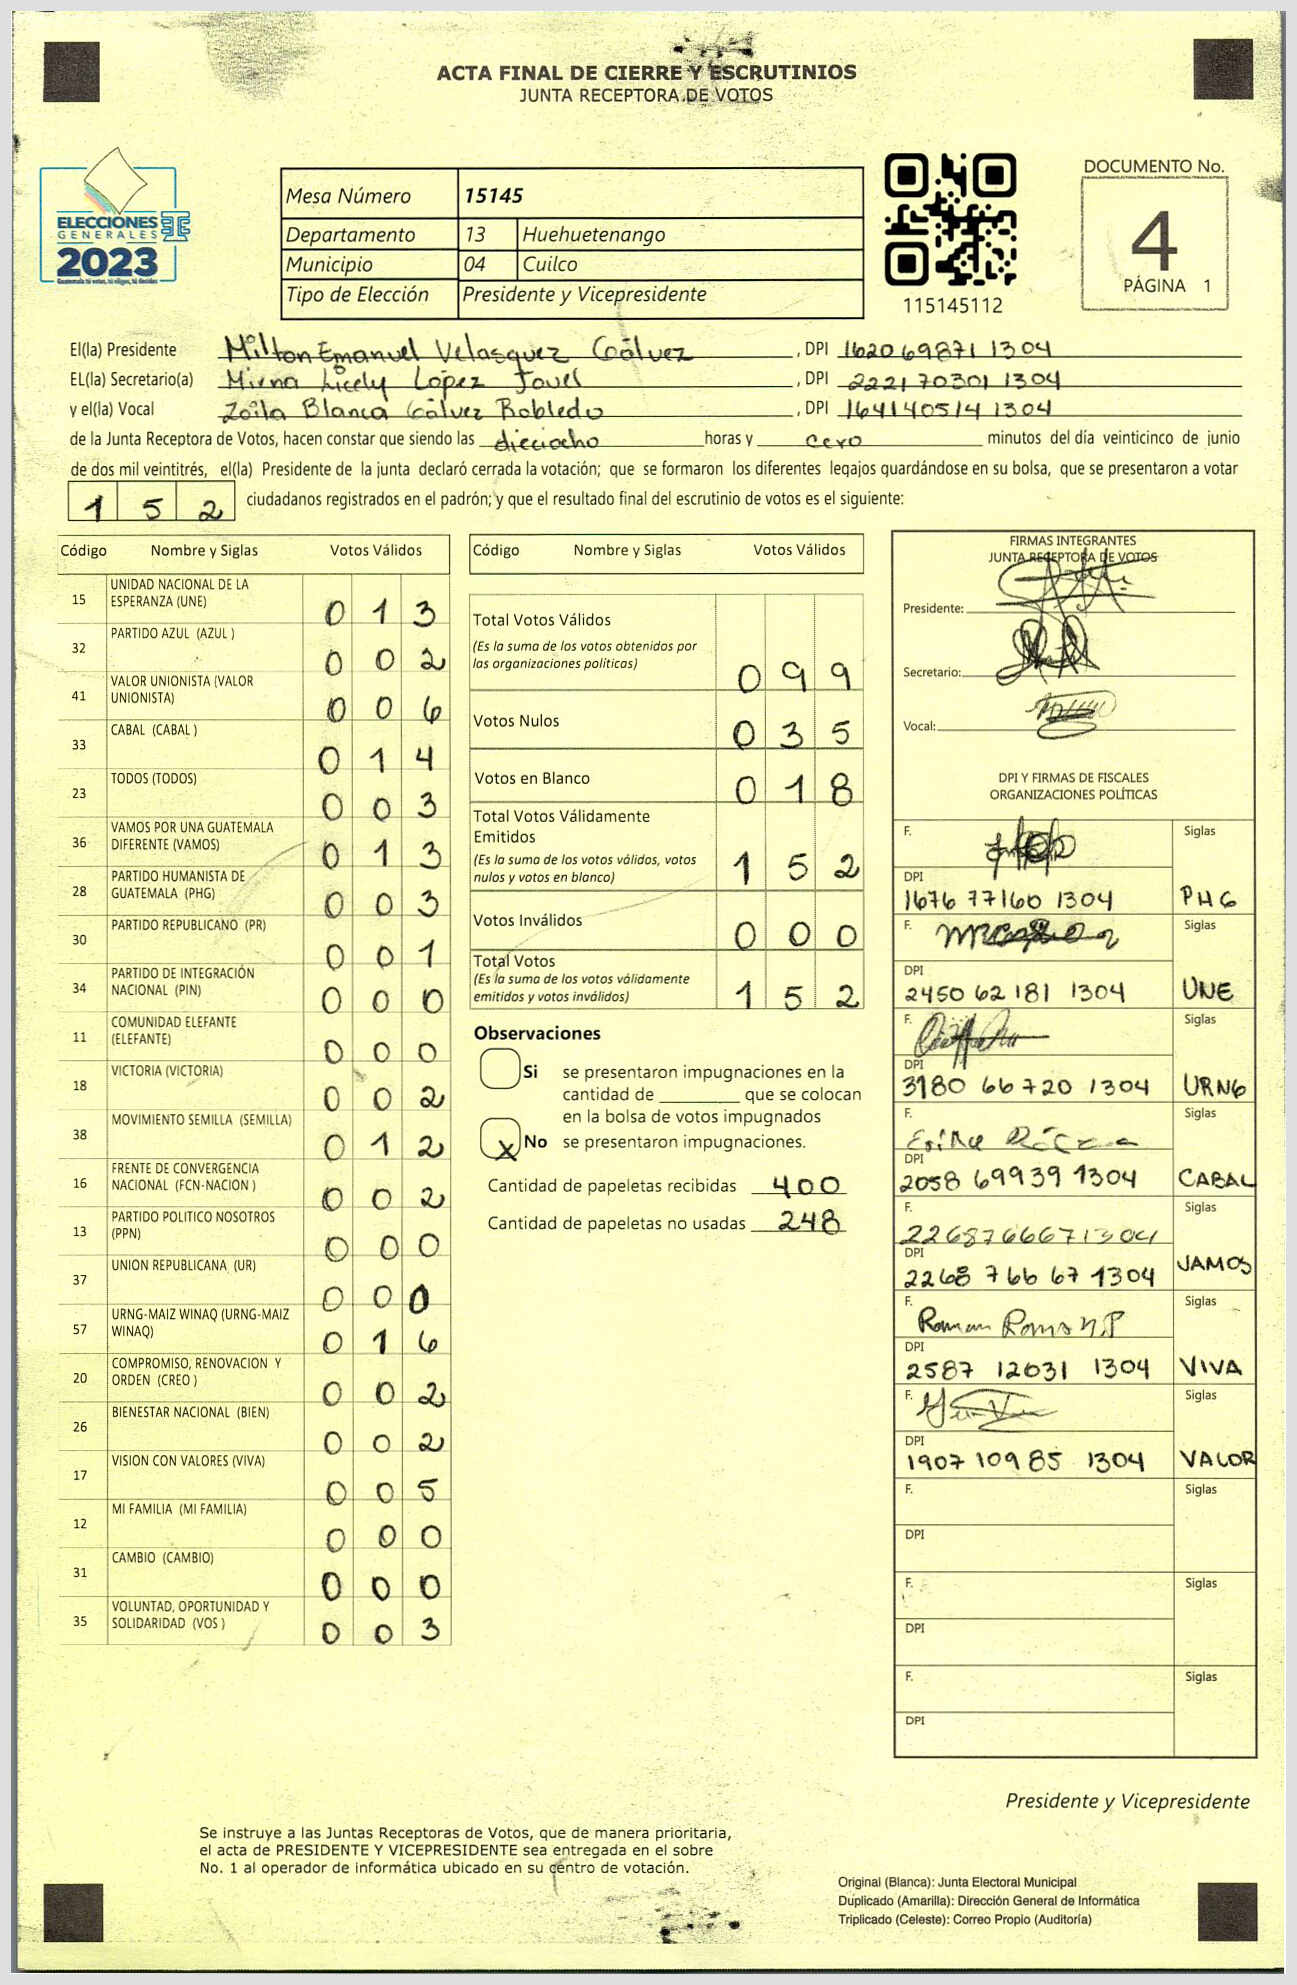 ACTA FINAL DE CIERRE Y ESCRUTINIOS
JUNTA RECEPTORA DE VOTOS
ELECCIONES
GENERALES
2023
Guatemala tú votas, tú eliges, tú decides
Mesa Número 15145
Departamento 13 Huehuetenango
Municipio 04 Cuilco
Tipo de Elección Presidente y Vicepresidente
115145112
DOCUMENTO No.
4
PÁGINA 1
El(la) Presidente Milton Emanuel Velasquez Gálvez, DPI 162069871 1304
EL(la) Secretario(a) Mirna Licely López Jovel, DPI 222170301 1304
y el(la) Vocal Zoila Blanca Gálvez Robledo, DPI 164140514 1304
de la Junta Receptora de Votos, hacen constar que siendo las dieciocho horas y cero minutos del día veinticinco de junio
de dos mil veintitrés, el(la) Presidente de la junta declaró cerrada la votación; que se formaron los diferentes legajos guardándose en su bolsa, que se presentaron a votar
1 5 2 ciudadanos registrados en el padrón; y que el resultado final del escrutinio de votos es el siguiente:
Código Nombre y Siglas Votos Válidos
15 UNIDAD NACIONAL DE LA
ESPERANZA (UNE) 0 1 3
32 PARTIDO AZUL (AZUL ) 0 0 2
41 VALOR UNIONISTA (VALOR
UNIONISTA) 0 0 6
33 CABAL (CABAL ) 0 1 4
23 TODOS (TODOS) 0 0 3
36 VAMOS POR UNA GUATEMALA
DIFERENTE (VAMOS) 0 1 3
28 PARTIDO HUMANISTA DE
GUATEMALA (PHG) 0 0 3
30 PARTIDO REPUBLICANO (PR) 0 0 1
34 PARTIDO DE INTEGRACIÓN
NACIONAL (PIN) 0 0 0
11 COMUNIDAD ELEFANTE
(ELEFANTE) 0 0 0
18 VICTORIA (VICTORIA) 0 0 2
38 MOVIMIENTO SEMILLA (SEMILLA) 0 1 2
16 FRENTE DE CONVERGENCIA
NACIONAL (FCN-NACION ) 0 0 2
13 PARTIDO POLITICO NOSOTROS
(PPN) 0 0 0
37 UNION REPUBLICANA (UR) 0 0 0
57 URNG-MAIZ WINAQ (URNG-MAIZ
WINAQ) 0 1 6
20 COMPROMISO, RENOVACION Y
ORDEN (CREO ) 0 0 2
26 BIENESTAR NACIONAL (BIEN) 0 0 2
17 VISION CON VALORES (VIVA) 0 0 5
12 MI FAMILIA (MI FAMILIA) 0 0 0
31 CAMBIO (CAMBIO) 0 0 0
35 VOLUNTAD, OPORTUNIDAD Y
SOLIDARIDAD (VOS ) 0 0 3
Código Nombre y Siglas Votos Válidos
Total Votos Válidos
(Es la suma de los votos obtenidos por
las organizaciones políticas) 0 9 9
Votos Nulos 0 3 5
Votos en Blanco 0 1 8
Total Votos Válidamente
Emitidos
(Es la suma de los votos válidos, votos
nulos y votos en blanco) 1 5 2
Votos Inválidos 0 0 0
Total Votos
(Es la suma de los votos válidamente
emitidos y votos inválidos) 1 5 2
Observaciones
Si se presentaron impugnaciones en la
cantidad de ________ que se colocan
en la bolsa de votos impugnados
X No se presentaron impugnaciones.
Cantidad de papeletas recibidas 400
Cantidad de papeletas no usadas 248
FIRMAS INTEGRANTES
JUNTA RECEPTORA DE VOTOS
Presidente:
Secretario:
Vocal:
DPI Y FIRMAS DE FISCALES
ORGANIZACIONES POLÍTICAS
F. Siglas
DPI
1676 77160 1304 PHG
F. Siglas
DPI
2450 62 181 1304 UNE
F. Siglas
DPI
3180 66 720 1304 URNG
F. Siglas
DPI
2058 69939 1304 CABAL
F. 2268766671304 Siglas
DPI
2268 766 67 1304 VAMOS
F. Siglas
DPI
2587 12031 1304 VIVA
F. Siglas
DPI
1907 109 85 1304 VALOR
F. Siglas
DPI
F. Siglas
DPI
F. Siglas
DPI
Presidente y Vicepresidente
Se instruye a las Juntas Receptoras de Votos, que de manera prioritaria,
el acta de PRESIDENTE Y VICEPRESIDENTE sea entregada en el sobre
No. 1 al operador de informática ubicado en su centro de votación.
Original (Blanca): Junta Electoral Municipal
Duplicado (Amarilla): Dirección General de Informática
Triplicado (Celeste): Correo Propio (Auditoría)